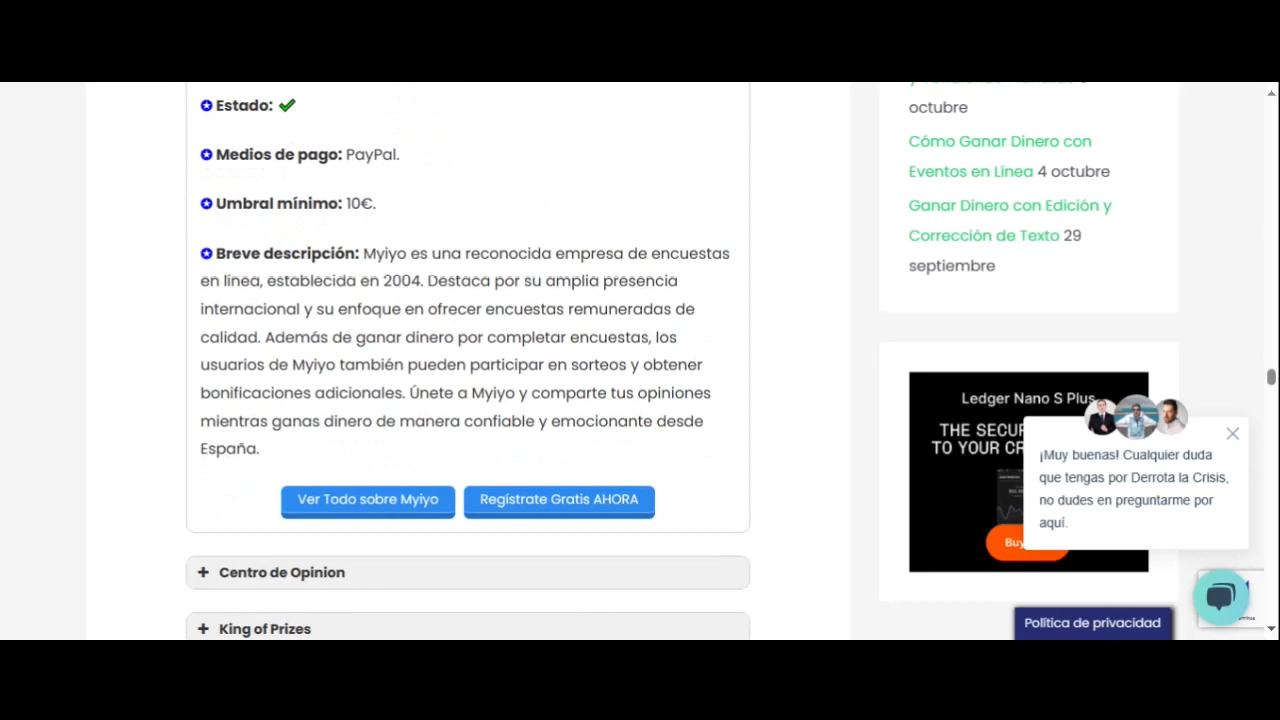 Estado:
Medios de pago: PayPal.
Umbral mínimo: 10€.
Breve descripción: Myiyo es una reconocida empresa de encuestas
en línea, establecida en 2004. Destaca por su amplia presencia
internacional y su enfoque en ofrecer encuestas remuneradas de
calidad. Además de ganar dinero por completar encuestas, los
usuarios de Myiyo también pueden participar en sorteos y obtener
bonificaciones adicionales. Únete a Myiyo y comparte tus opiniones
mientras ganas dinero de manera confiable y emocionante desde
España.
Ver Todo sobre Myiyo
Regístrate Gratis AHORA
+ Centro de Opinion
+ King of Prizes
octubre
Cómo Ganar Dinero con
Eventos en Línea 4 octubre
Ganar Dinero con Edición y
Corrección de Texto 29
septiembre
Ledger Nano S Plus
THE SECUR
TO YOUR CR
Buy
¡Muy buenas! Cualquier duda
que tengas por Derrota la Crisis,
no dudes en preguntarme por
aquí.
Política de privacidad